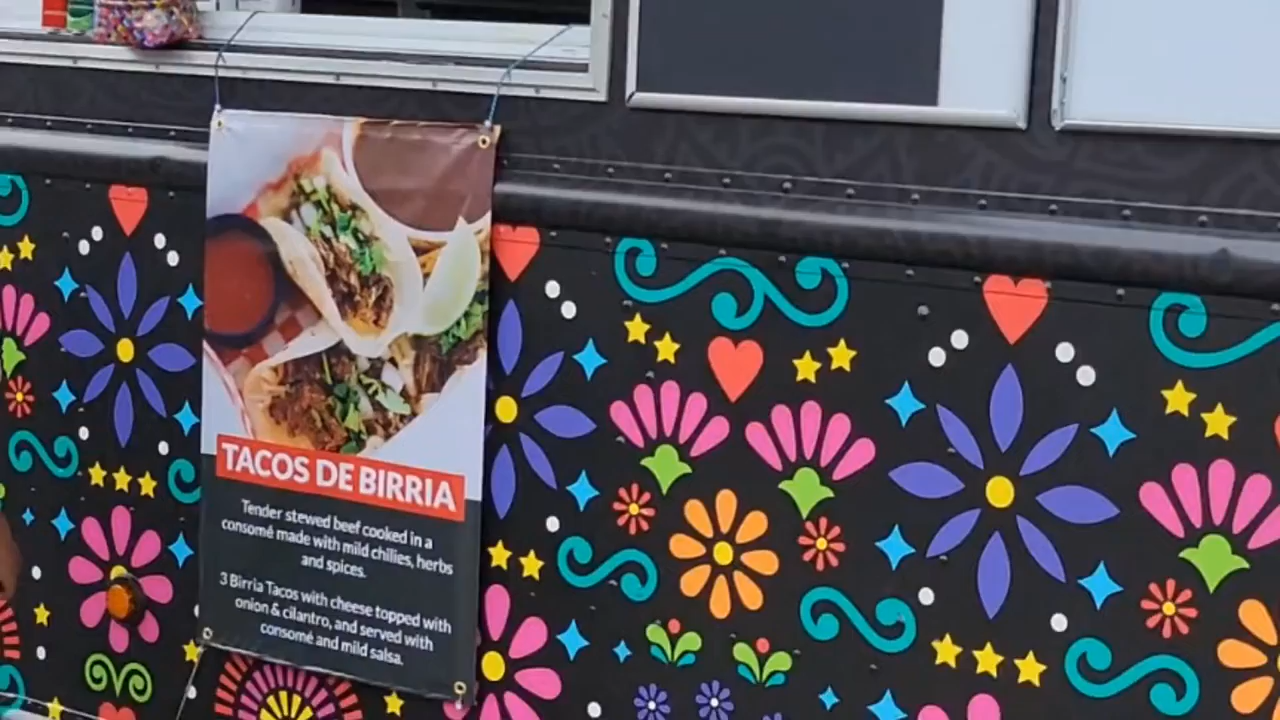 TACOS DE BIRRIA
Tender stewed beef cooked in a
consomé made with mild chilies, herbs
and spices.
3 Birria Tacos with cheese topped with
onion & cilantro, and served with
consomé and mild salsa.